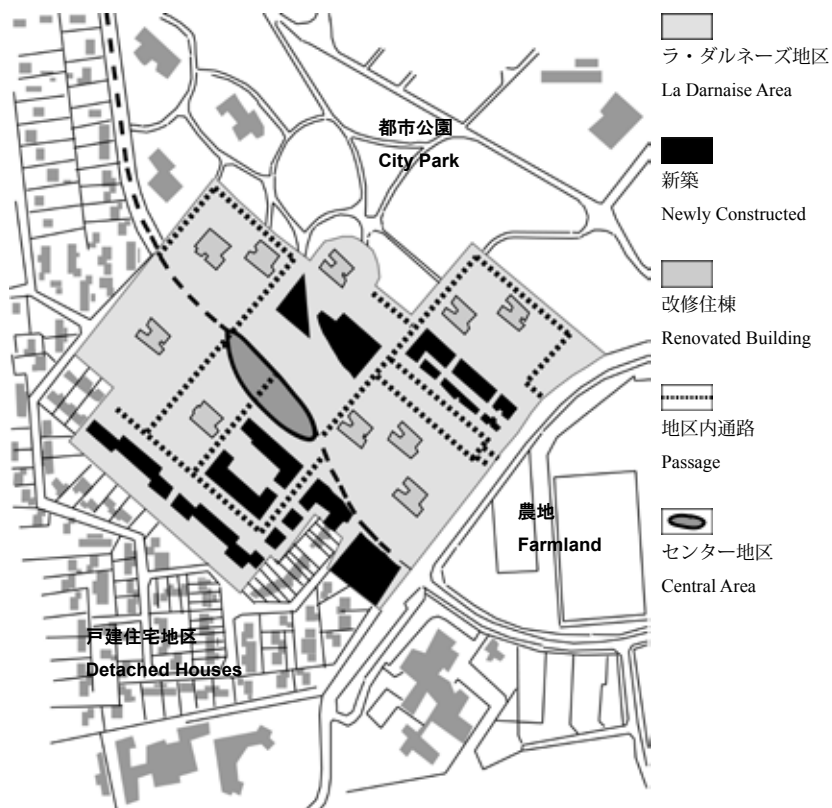 都市公園
City Park
農地
Farmland
戸建住宅地区
Detached Houses
ラ・ダルネーズ地区
La Darnaise Area
新築
Newly Constructed
改修住棟
Renovated Building
地区内通路
Passage
センター地区
Central Area